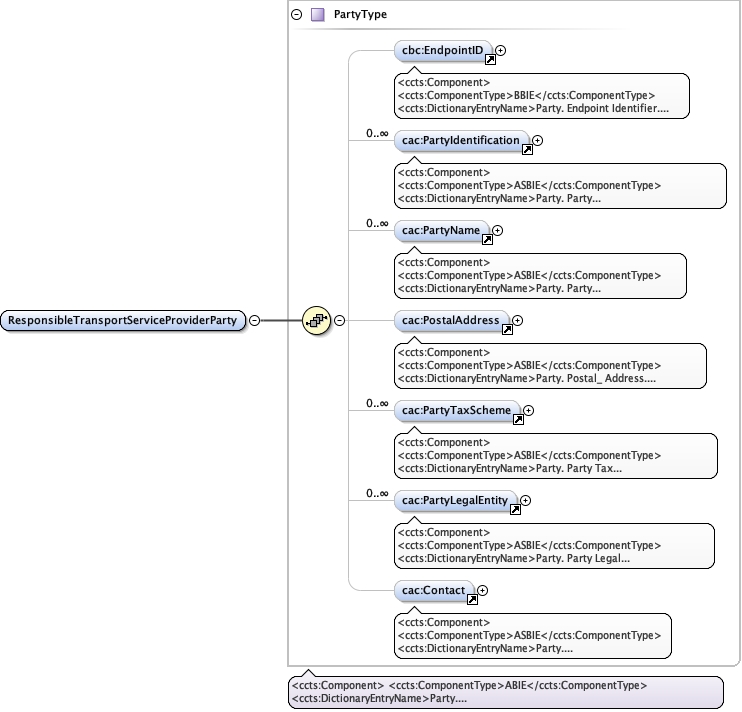 PartyType
cbc:EndpointID
<ccts:Component>
<ccts:ComponentType>BBIE</ccts:ComponentType>
<ccts:DictionaryEntryName>Party. Endpoint Identifier....
0..∞
cac:PartyIdentification
<ccts:Component>
<ccts:ComponentType>ASBIE</ccts:ComponentType>
<ccts:DictionaryEntryName>Party. Party...
0..∞
cac:PartyName
<ccts:Component>
<ccts:ComponentType>ASBIE</ccts:ComponentType>
<ccts:DictionaryEntryName>Party. Party...
ResponsibleTransportServiceProviderParty
cac:PostalAddress
<ccts:Component>
<ccts:ComponentType>ASBIE</ccts:ComponentType>
<ccts:DictionaryEntryName>Party. Postal_ Address....
0..∞
cac:PartyTaxScheme
<ccts:Component>
<ccts:ComponentType>ASBIE</ccts:ComponentType>
<ccts:DictionaryEntryName>Party. Party Tax...
0..∞
cac:PartyLegalEntity
<ccts:Component>
<ccts:ComponentType>ASBIE</ccts:ComponentType>
<ccts:DictionaryEntryName>Party. Party Legal...
cac:Contact
<ccts:Component>
<ccts:ComponentType>ASBIE</ccts:ComponentType>
<ccts:DictionaryEntryName>Party....
<ccts:Component> <ccts:ComponentType>ABIE</ccts:ComponentType>
<ccts:DictionaryEntryName>Party....